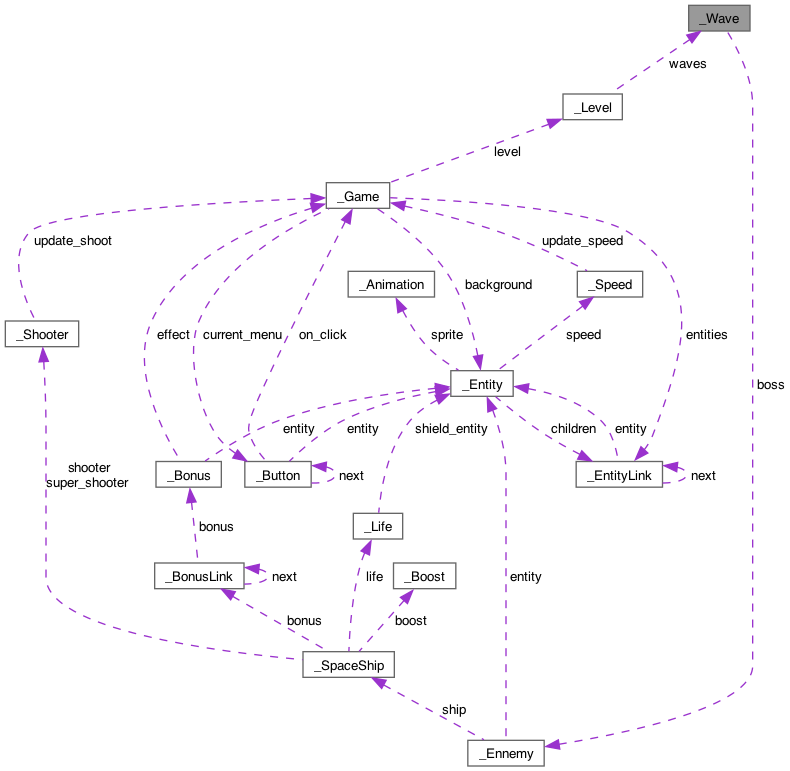 _Wave
waves
_Level
level
_Game
update_shoot
update_speed
_Animation
background
_Speed
_Shooter
effect
current_menu
on_click
sprite
speed
entities
_Entity
boss
entity
entity
shield_entity
children
entity
shooter
super_shooter
_Bonus
_Button
next
_EntityLink
next
bonus
_Life
_BonusLink
next
life
_Boost
entity
bonus
boost
_SpaceShip
ship
_Ennemy